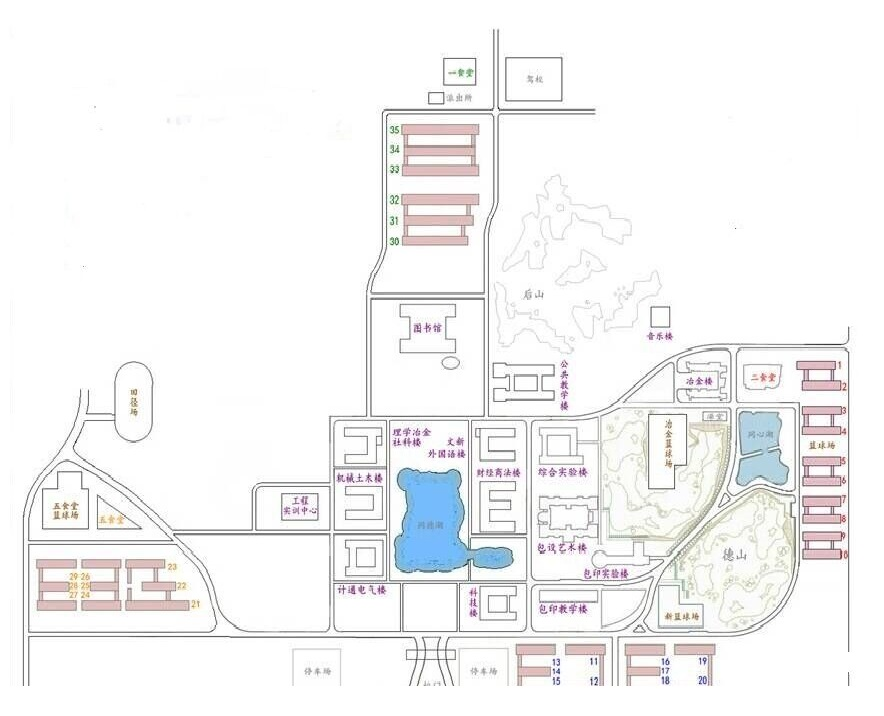 一食堂
驾校
派出所
35
34
33
32
31
30
后山
图书馆
音乐楼
公共教学楼
冶金楼
二食堂
1
2
田径场
3
4
篮球场
同心湖
澡堂
冶金篮球场
理学冶金
社科楼
文新
外国语楼
机械土木楼
财经商法楼
综合实验楼
5
6
五食堂
篮球场
五食堂
工程
实训中心
同德湖
7
8
9
10
包设艺术楼
德山
包印实验楼
23
29 26
28 25
27 24
22
21
计通电气楼
科技楼
包印教学楼
新篮球场
停车场
停车场
13
14
15
11
12
16
17
18
19
20